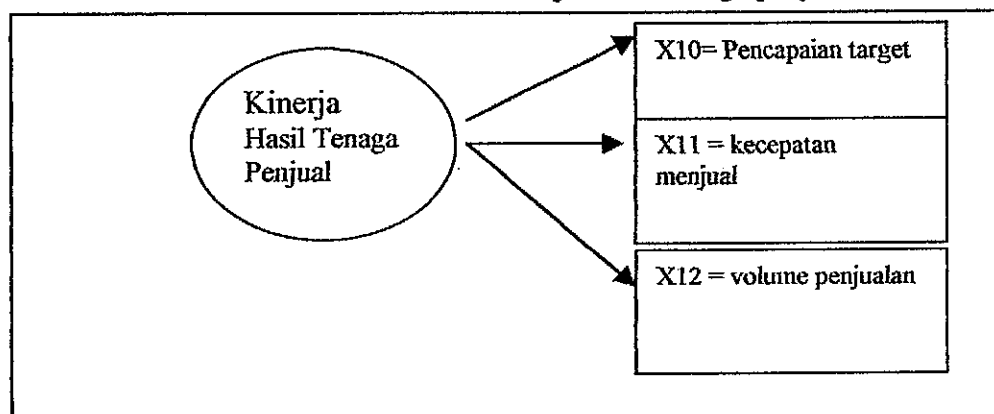 Kinerja
Hasil Tenaga
Penjual
X10= Pencapaian target
X11 = kecepatan
menjual
X12 = volume penjualan